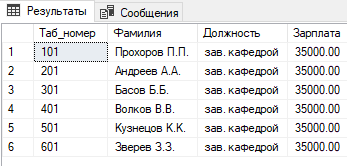 Результаты Сообщения
Таб_номер Фамилия Должность Зарплата
1 101 Прохоров П.П. зав. кафедрой 35000.00
2 201 Андреев А.А. зав. кафедрой 35000.00
3 301 Басов Б.Б. зав. кафедрой 35000.00
4 401 Волков В.В. зав. кафедрой 35000.00
5 501 Кузнецов К.К. зав. кафедрой 35000.00
6 601 Зверев З.З. зав. кафедрой 35000.00